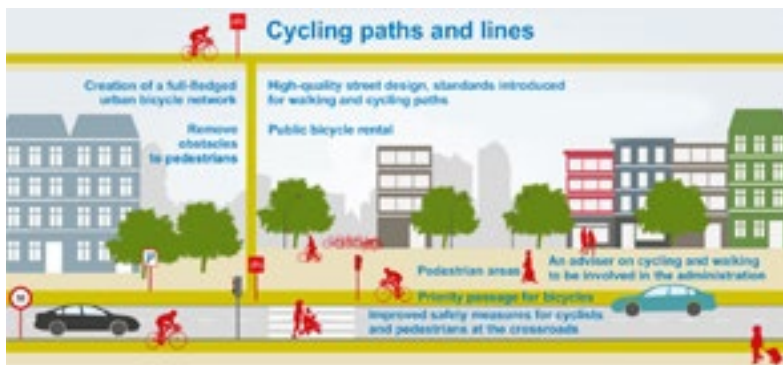 Cycling paths and lines
Creation of a full-fledged
urban bicycle network
High-quality street design, standards introduced
for walking and cycling paths
Remove
obstacles
to pedestrians
Public bicycle rental
P
An adviser on cycling and walking
to be involved in the administration
Pedestrian areas
Priority passage for bicycles
Improved safety measures for cyclists
and pedestrians at the crossroads